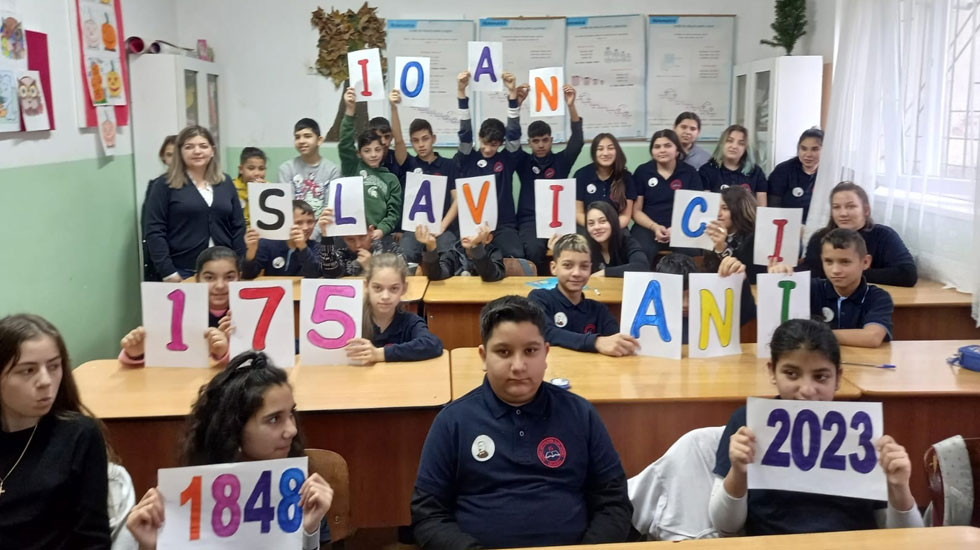 IOAN
SLAVICI
175 ANI
1848
2023